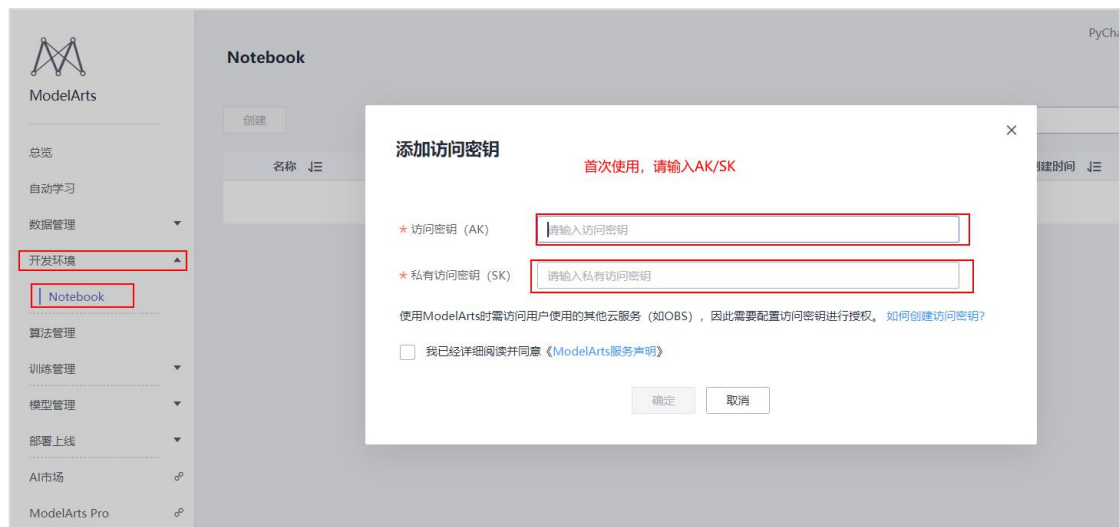 PyCha
ModelArts
Notebook
创建
名称
创建时间
总览
自动学习
数据管理
开发环境
Notebook
算法管理
训练管理
模型管理
部署上线
AI市场
ModelArts Pro
添加访问密钥
首次使用，请输入AK/SK
* 访问密钥（AK）
请输入访问密钥
* 私有访问密钥（SK）
请输入私有访问密钥
使用ModelArts时需访问用户使用的其他云服务（如OBS），因此需要配置访问密钥进行授权。 如何创建访问密钥?
我已经详细阅读并同意《ModelArts服务声明》
确定
取消